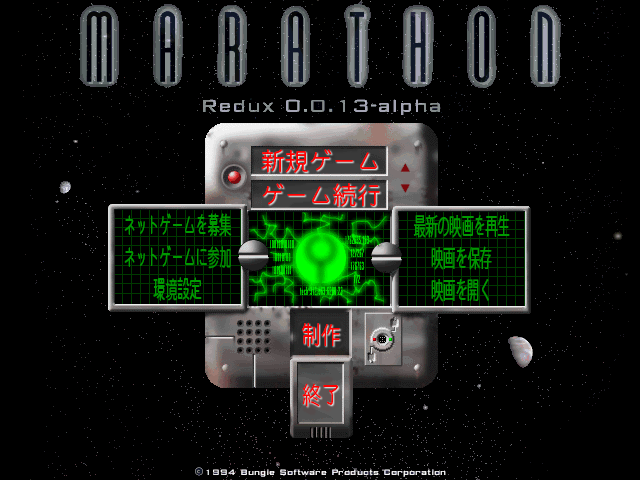 MARATHON
Redux 0.0.13-alpha
新規ゲーム
ゲーム続行
ネットゲームを募集
ネットゲームに参加
環境設定
最新の映画を再生
映画を保存
映画を開く
制作
終了
©1994 Bungie Software Products Corporation